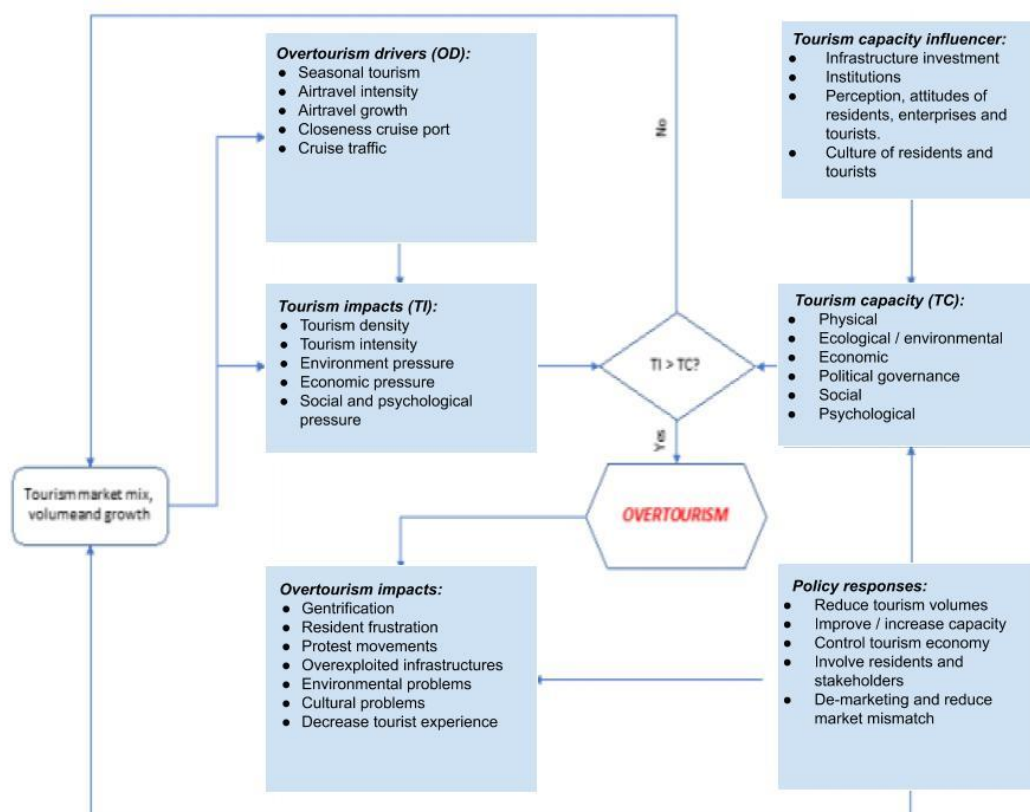 Overtourism drivers (OD):
● Seasonal tourism
● Airtravel intensity
● Airtravel growth
● Closeness cruise port
● Cruise traffic
Tourism capacity influencer:
● Infrastructure investment
● Institutions
● Perception, attitudes of
residents, enterprises and
tourists.
● Culture of residents and
tourists
No
Tourism impacts (TI):
● Tourism density
● Tourism intensity
● Environment pressure
● Economic pressure
● Social and psychological
pressure
TI > TC?
Tourism capacity (TC):
● Physical
● Ecological / environmental
● Economic
● Political governance
● Social
● Psychological
Yes
Tourism market mix,
volume and growth
OVERTOURISM
Overtourism impacts:
● Gentrification
● Resident frustration
● Protest movements
● Overexploited infrastructures
● Environmental problems
● Cultural problems
● Decrease tourist experience
Policy responses:
● Reduce tourism volumes
● Improve / increase capacity
● Control tourism economy
● Involve residents and
stakeholders
● De-marketing and reduce
market mismatch